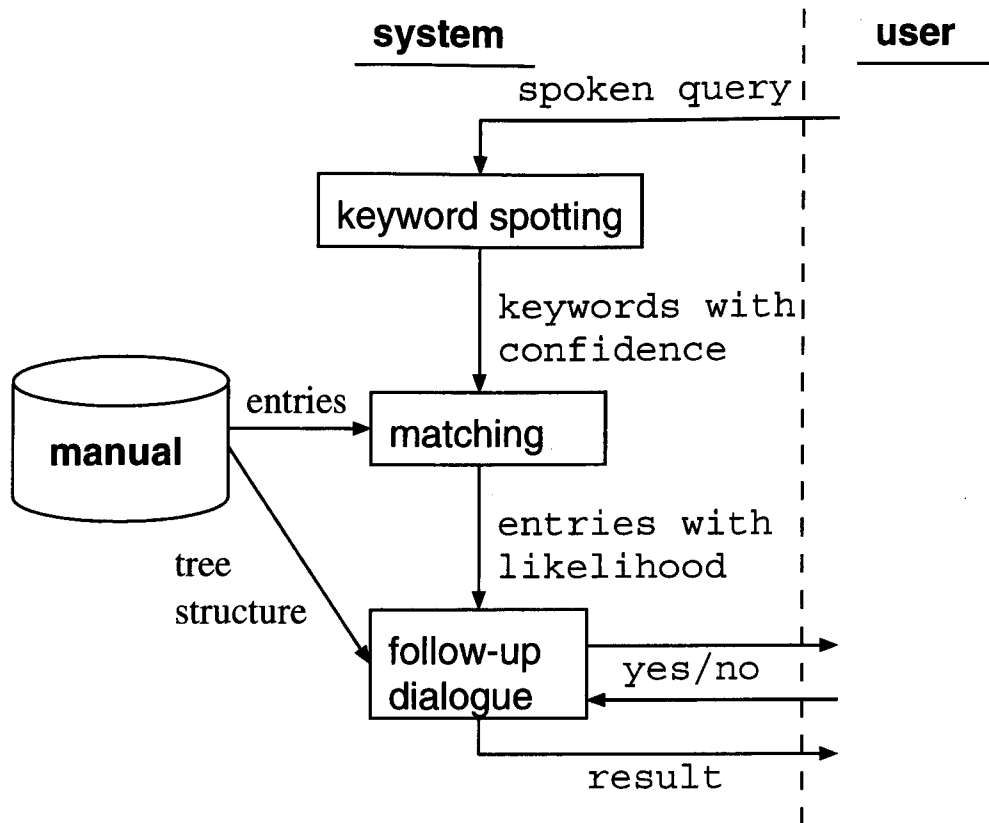 system
user
spoken query
keyword spotting
keywords with
confidence
entries
matching
manual
entries with
likelihood
tree
structure
follow-up
dialogue
yes/no
result